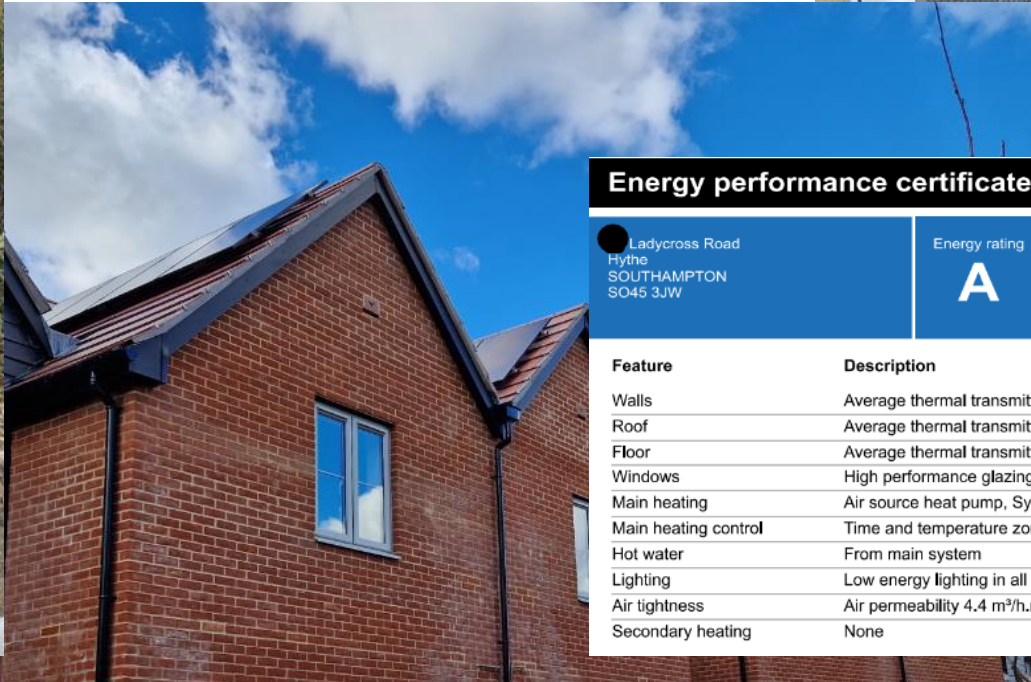 Energy performance certificate
Ladycross Road
Hythe
SOUTHAMPTON
SO45 3JW
Energy rating
A
Feature Description
Walls Average thermal transmit
Roof Average thermal transmit
Floor Average thermal transmit
Windows High performance glazing
Main heating Air source heat pump, Sy
Main heating control Time and temperature zo
Hot water From main system
Lighting Low energy lighting in all
Air tightness Air permeability 4.4 m³/h.
Secondary heating None